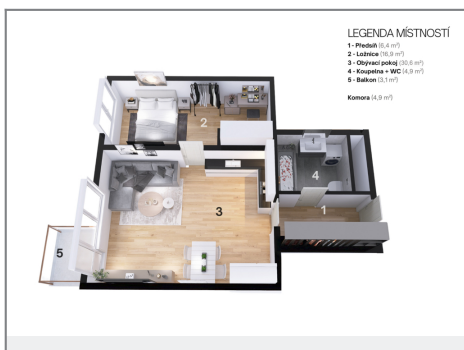 LEGENDA MÍSTNOSTÍ
1 - Předsíň (6,4 m²)
2 - Ložnice (16,9 m²)
3 - Obývací pokoj (30,6 m²)
4 - Koupelna + WC (4,9 m²)
5 - Balkon (3,1 m²)
Komora (4,9 m²)
2
4
3
1
5